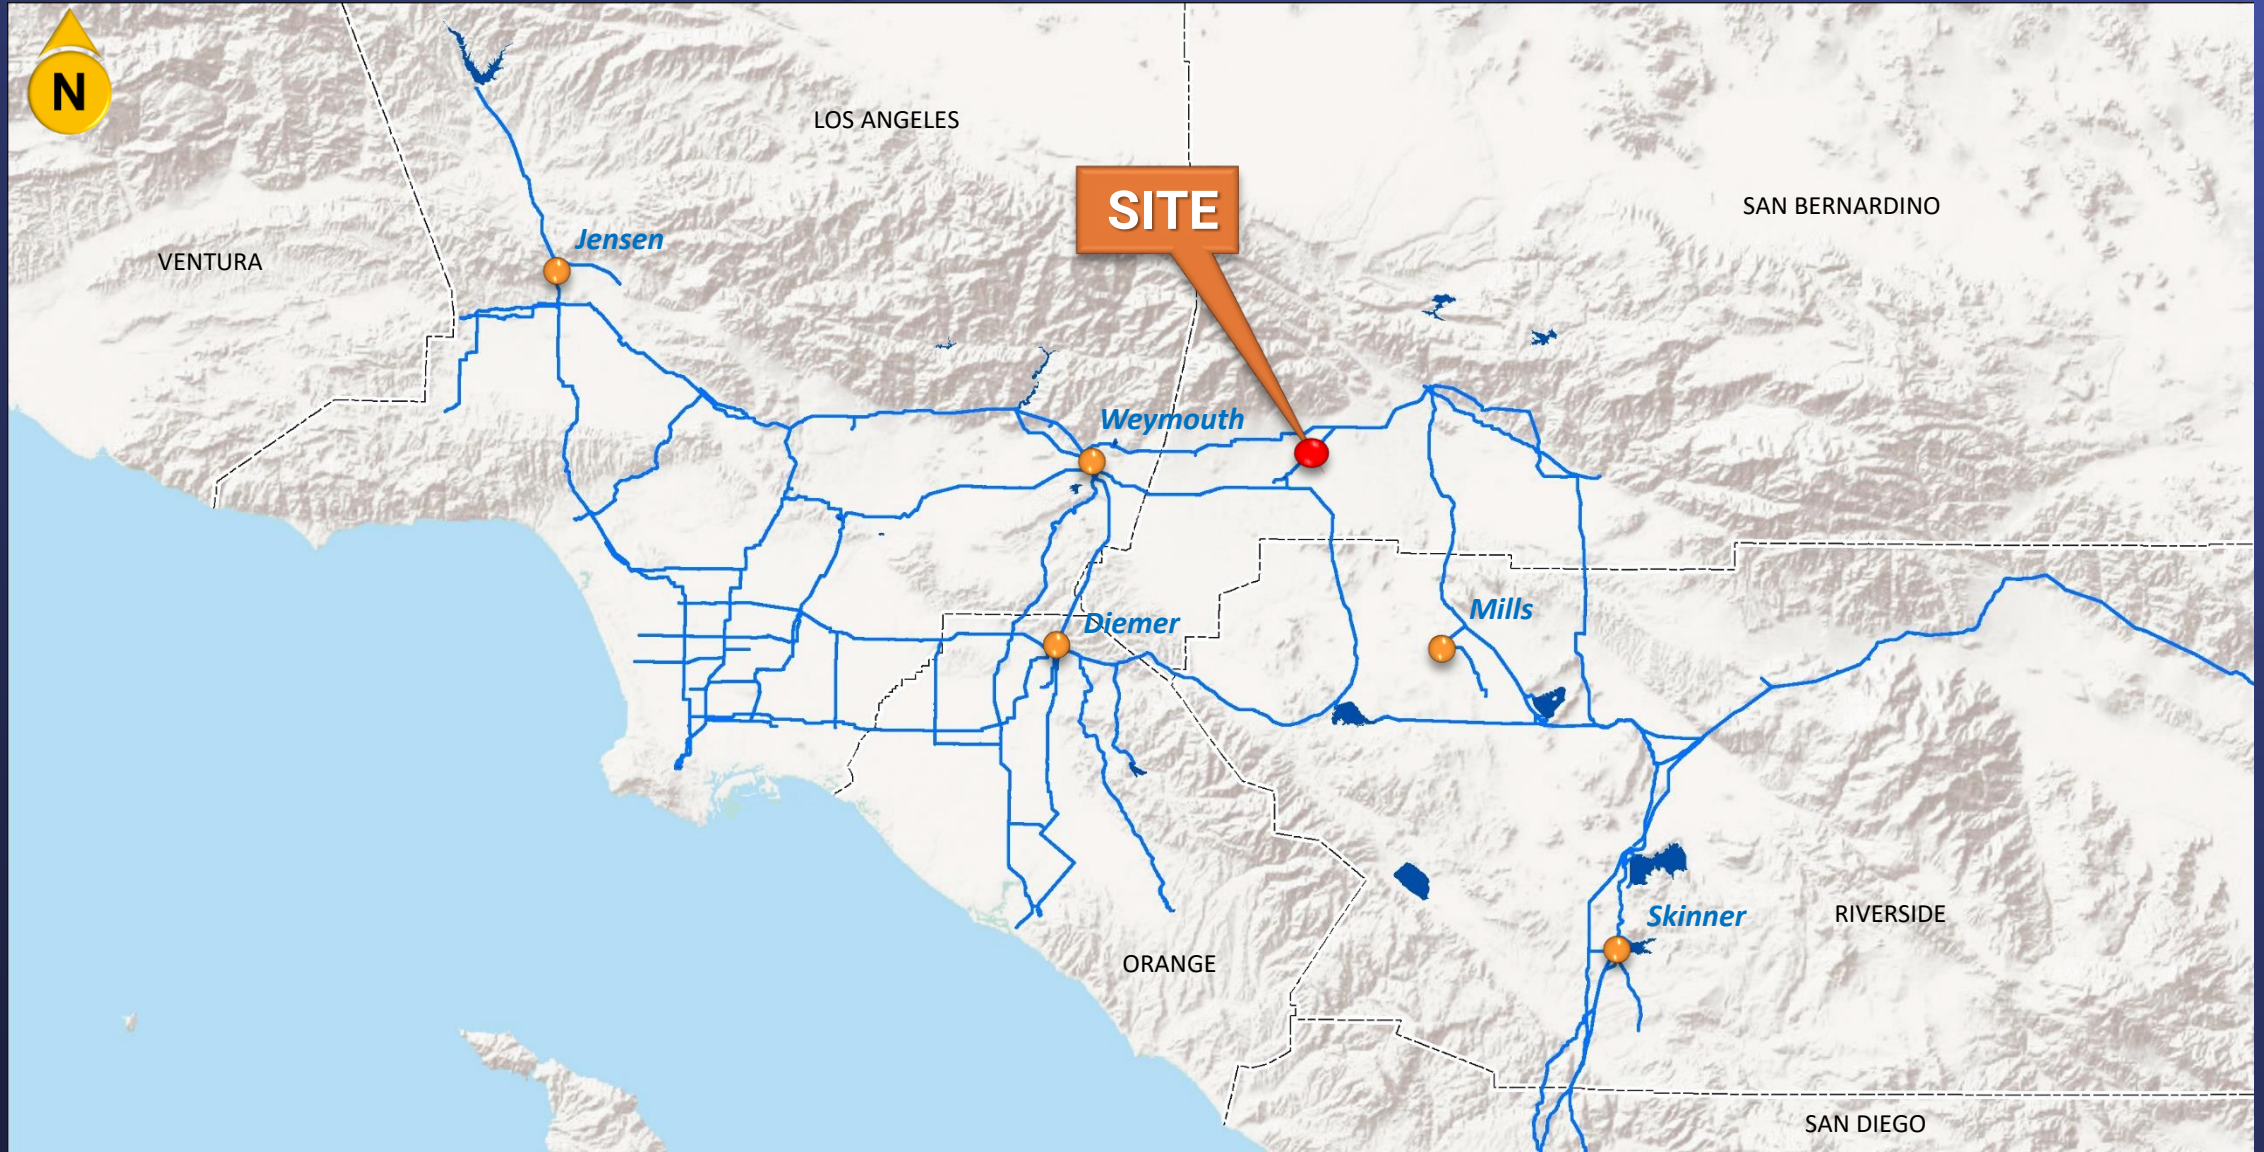 N
LOS ANGELES
SITE
SAN BERNARDINO
Jensen
VENTURA
Weymouth
Mills
Diemer
Skinner
RIVERSIDE
ORANGE
SAN DIEGO